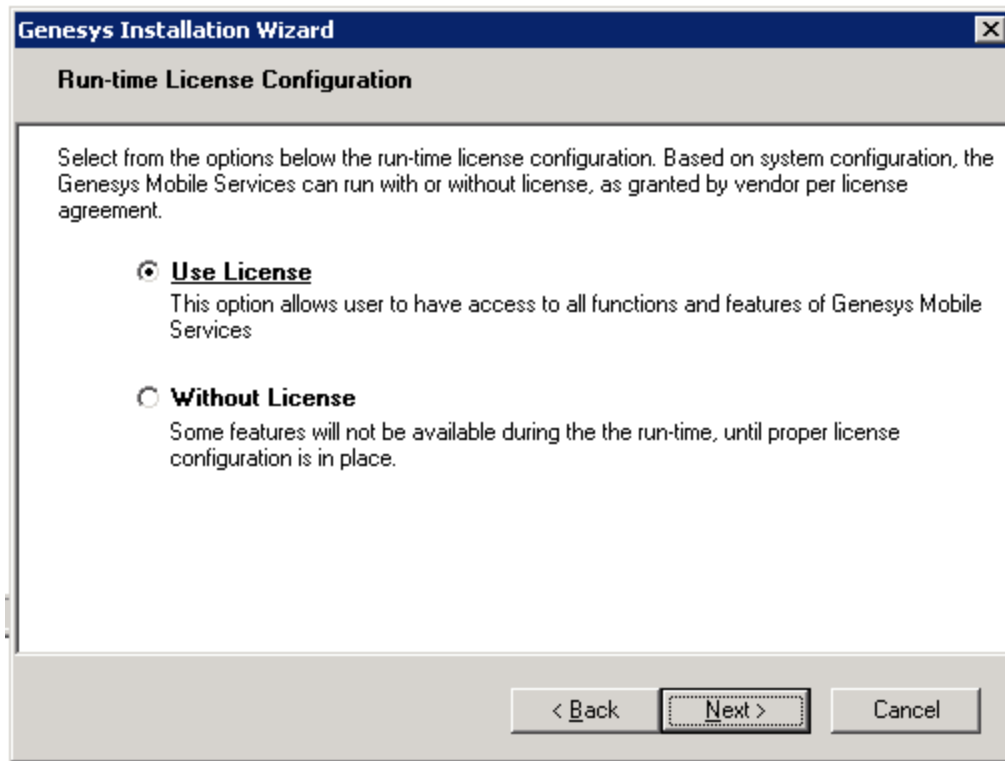 Genesys Installation Wizard
Run-time License Configuration
Select from the options below the run-time license configuration. Based on system configuration, the
Genesys Mobile Services can run with or without license, as granted by vendor per license
agreement.
Use License
This option allows user to have access to all functions and features of Genesys Mobile
Services
Without License
Some features will not be available during the the run-time, until proper license
configuration is in place.
< Back Next > Cancel